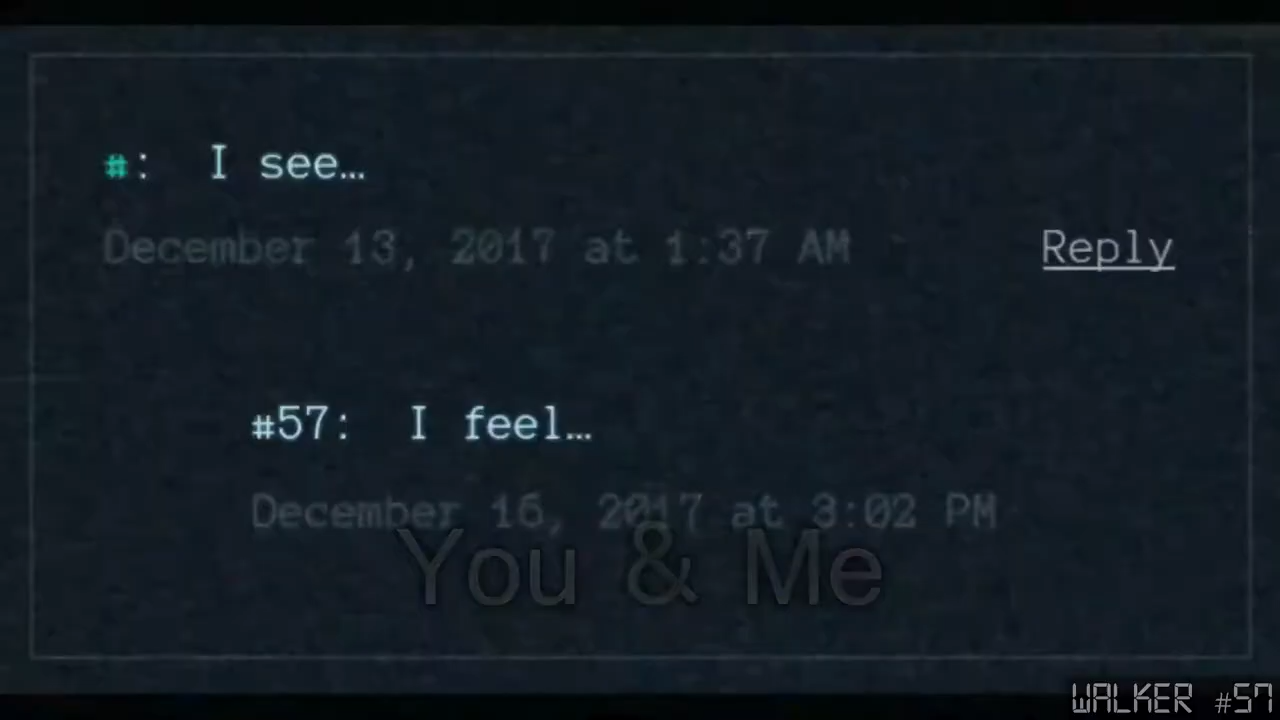 #: I see…
December 13, 2017 at 1:37 AM
Reply
#57: I feel…
December 16, 2017 at 3:02 PM
You & Me
WALKER #57